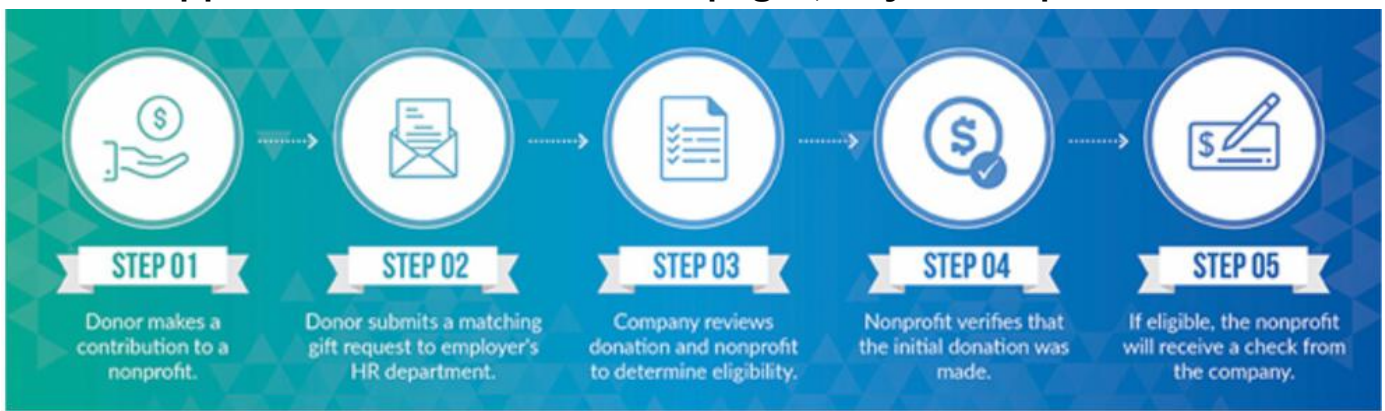 STEP 01
Donor makes a
contribution to a
nonprofit.
STEP 02
Donor submits a matching
gift request to employer's
HR department.
STEP 03
Company reviews
donation and nonprofit
to determine eligibility.
STEP 04
Nonprofit verifies that
the initial donation was
made.
STEP 05
If eligible, the nonprofit
will receive a check from
the company.